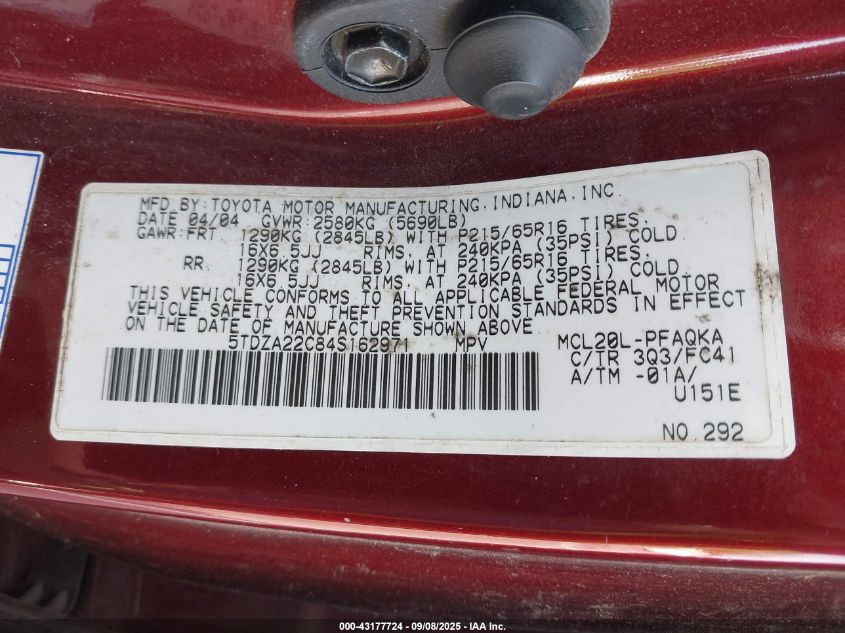 MFD.BY:TOYOTA MOTOR MANUFACTURING,INDIANA,INC.
DATE 04/04 GVWR:2580KG (5690LB)
GAWR:FRT 1290KG (2845LB) WITH P215/65R16 TIRES,
16X6.5JJ RIMS, AT 240KPA (35PSI) COLD
RR 1290KG (2845LB) WITH P215/65R16 TIRES,
16X6.5JJ RIMS, AT 240KPA (35PSI) COLD
THIS VEHICLE CONFORMS TO ALL APPLICABLE FEDERAL MOTOR
VEHICLE SAFETY AND THEFT PREVENTION STANDARDS IN EFFECT
ON THE DATE OF MANUFACTURE SHOWN ABOVE.
5TDZA22C84S162971 MPV MCL20L-PFAQKA
C/TR 3Q3/FC41
A/TM -01A/
U151E
NO.292
000-43177724 - 09/08/2025 - IAA Inc.